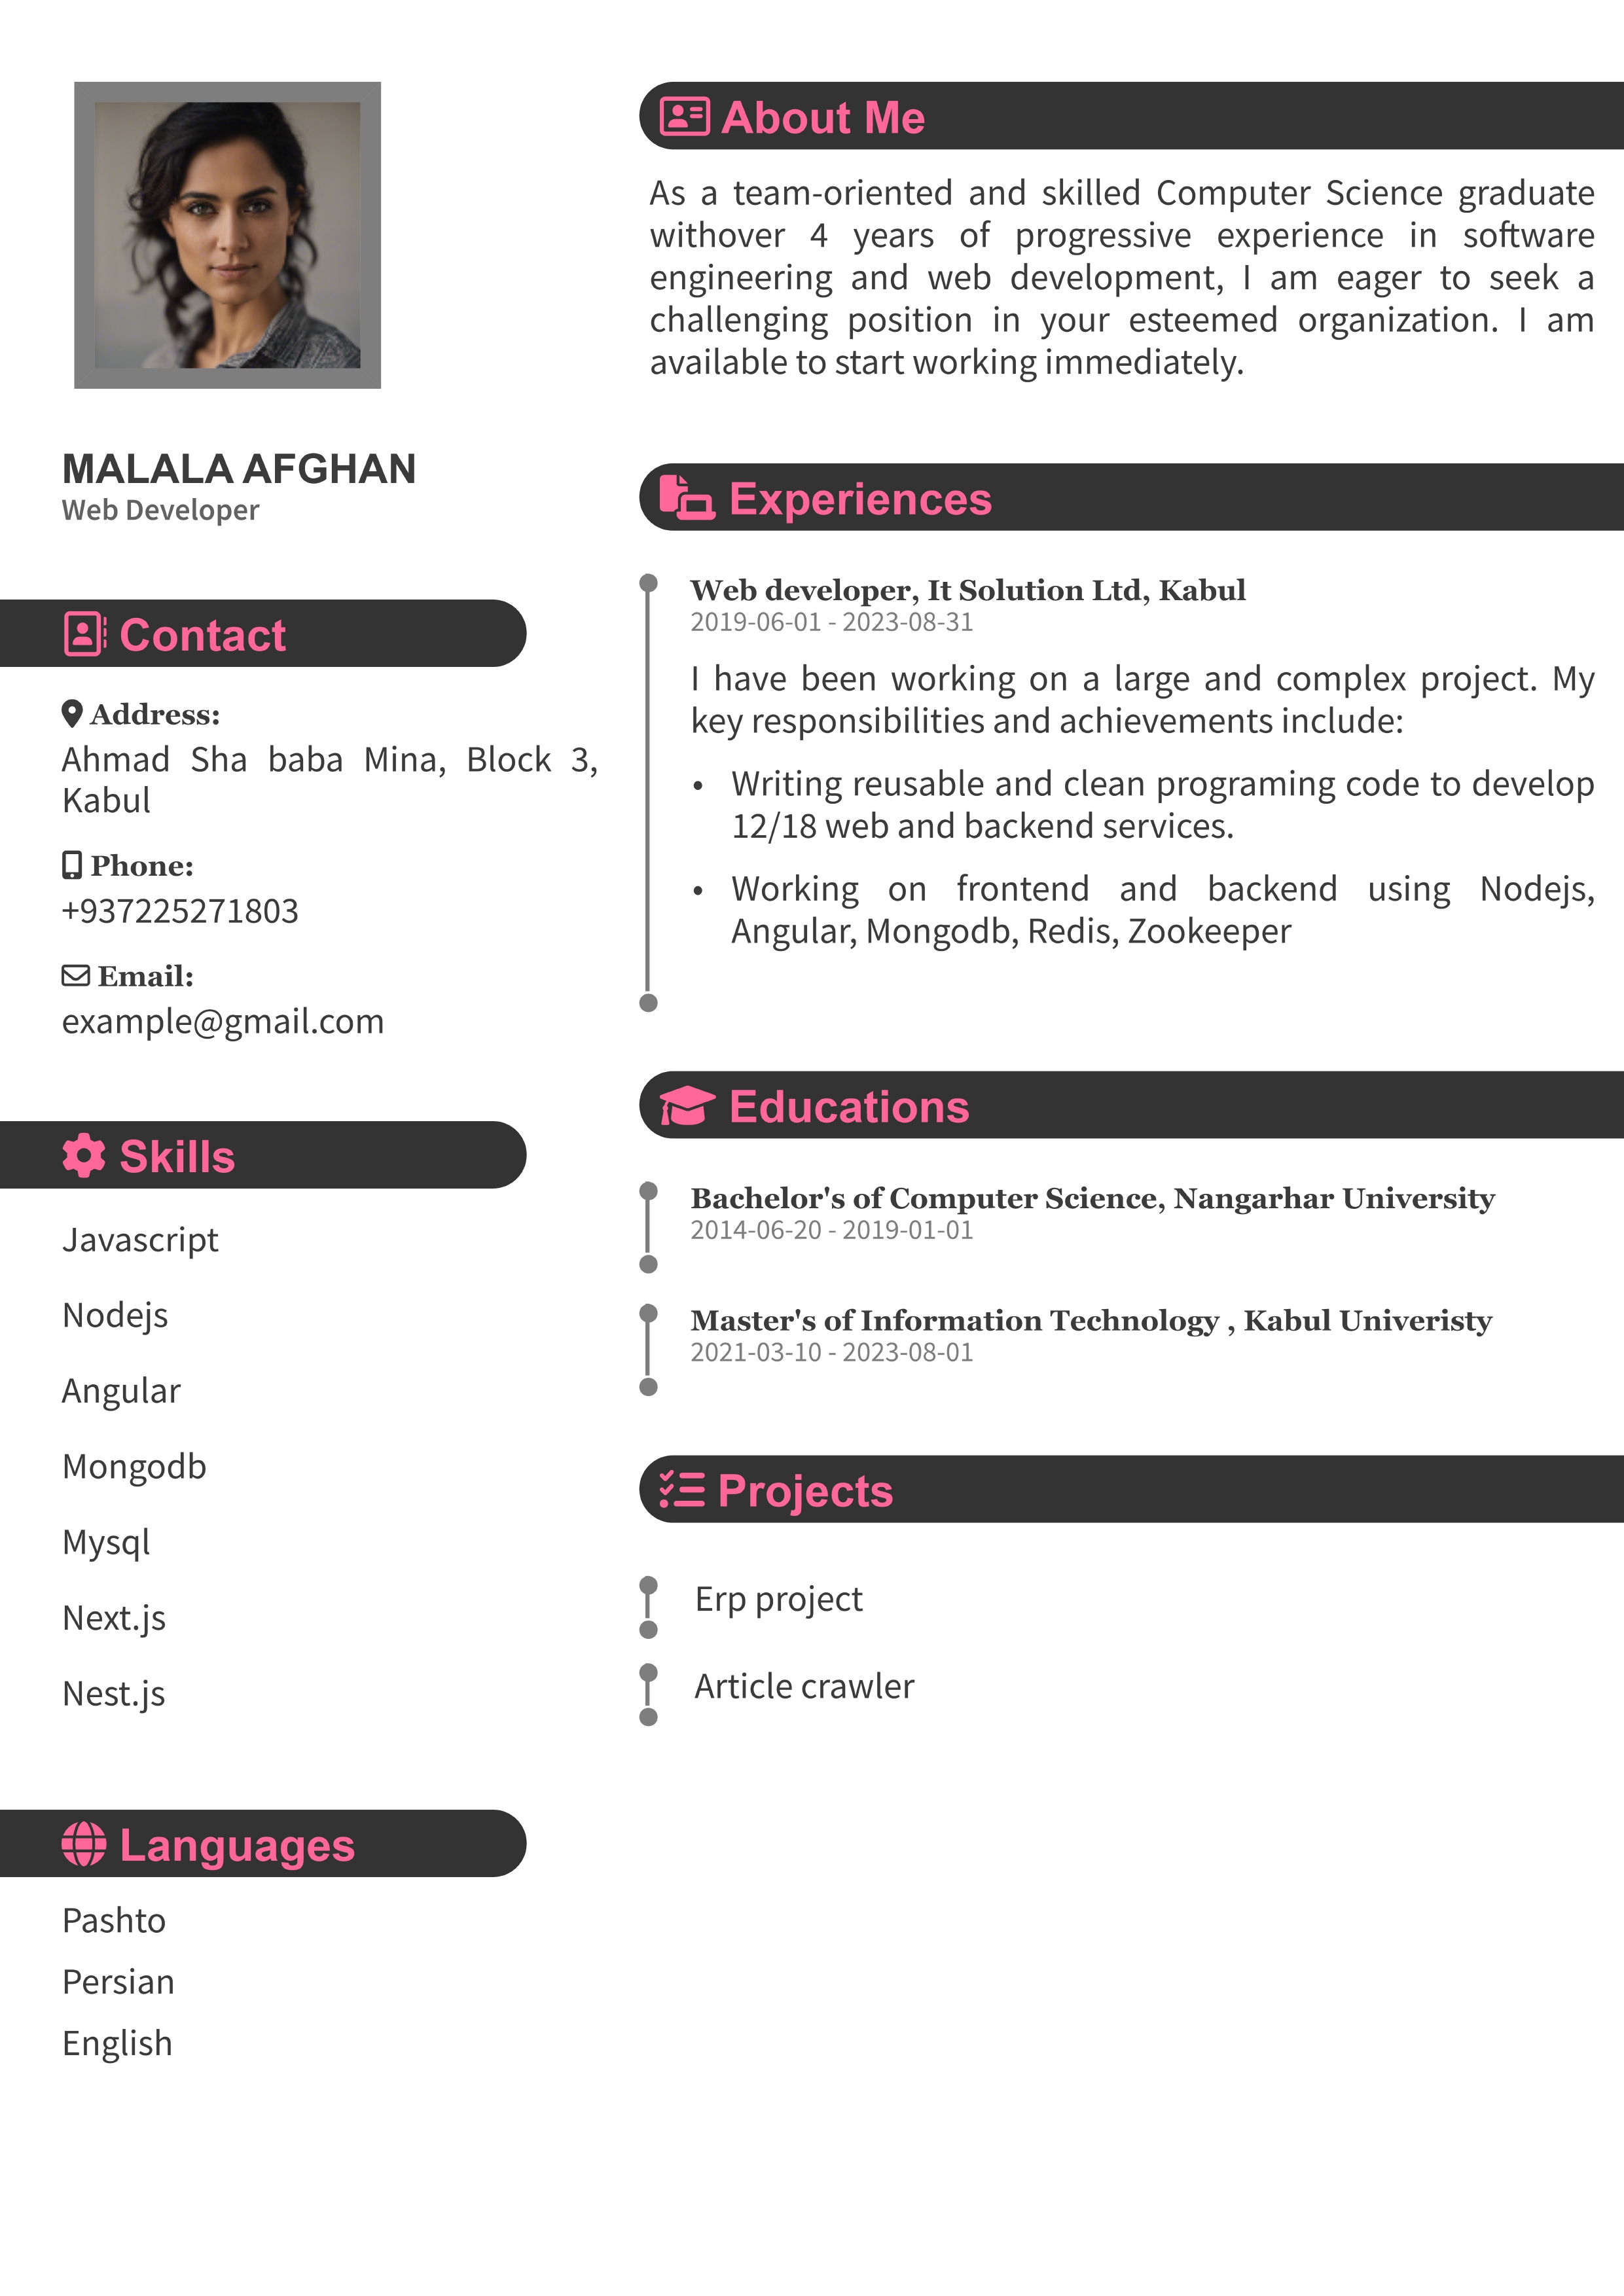 MALALA AFGHAN
Web Developer
Contact
Address:
Ahmad Sha baba Mina, Block 3,
Kabul
Phone:
+937225271803
Email:
example@gmail.com
Skills
Javascript
Nodejs
Angular
Mongodb
Mysql
Next.js
Nest.js
Languages
Pashto
Persian
English
About Me
As a team-oriented and skilled Computer Science graduate
withover 4 years of progressive experience in software
engineering and web development, I am eager to seek a
challenging position in your esteemed organization. I am
available to start working immediately.
Experiences
Web developer, It Solution Ltd, Kabul
2019-06-01 - 2023-08-31
I have been working on a large and complex project. My
key responsibilities and achievements include:
• Writing reusable and clean programing code to develop
12/18 web and backend services.
• Working on frontend and backend using Nodejs,
Angular, Mongodb, Redis, Zookeeper
Educations
Bachelor's of Computer Science, Nangarhar University
2014-06-20 - 2019-01-01
Master's of Information Technology , Kabul Univeristy
2021-03-10 - 2023-08-01
Projects
Erp project
Article crawler